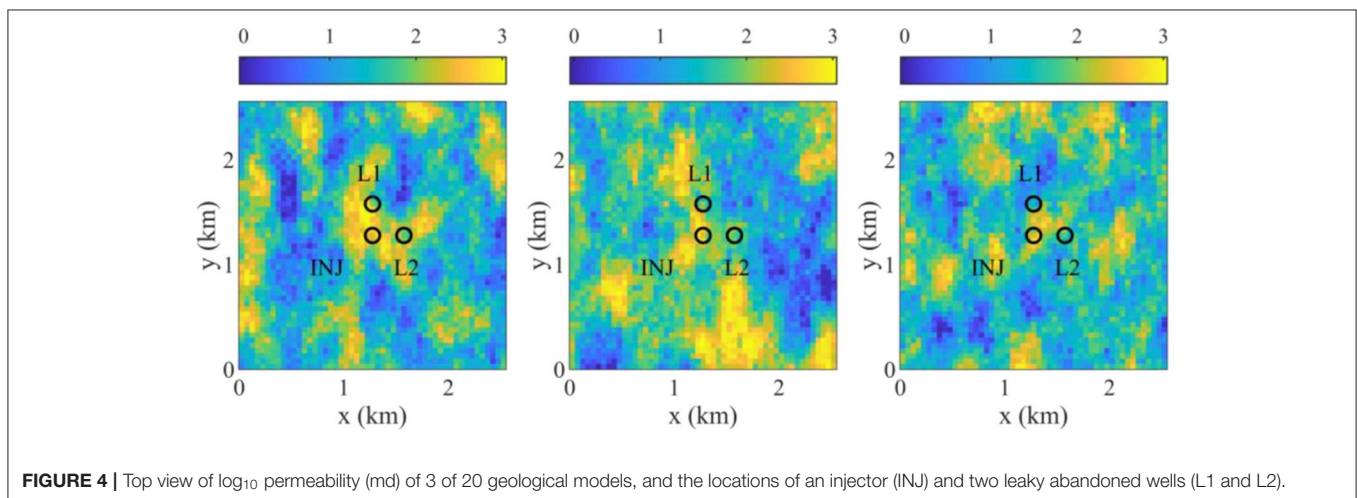 0 1 2 3 0 1 2 3 0 1 2 3
2 2 2
L1 L1 L1
y (km) y (km) y (km)
1 INJ L2 1 INJ L2 1 INJ L2
0 0 0
0 1 2 0 1 2 0 1 2
x (km) x (km) x (km)
FIGURE 4 | Top view of log₁₀ permeability (md) of 3 of 20 geological models, and the locations of an injector (INJ) and two leaky abandoned wells (L1 and L2).